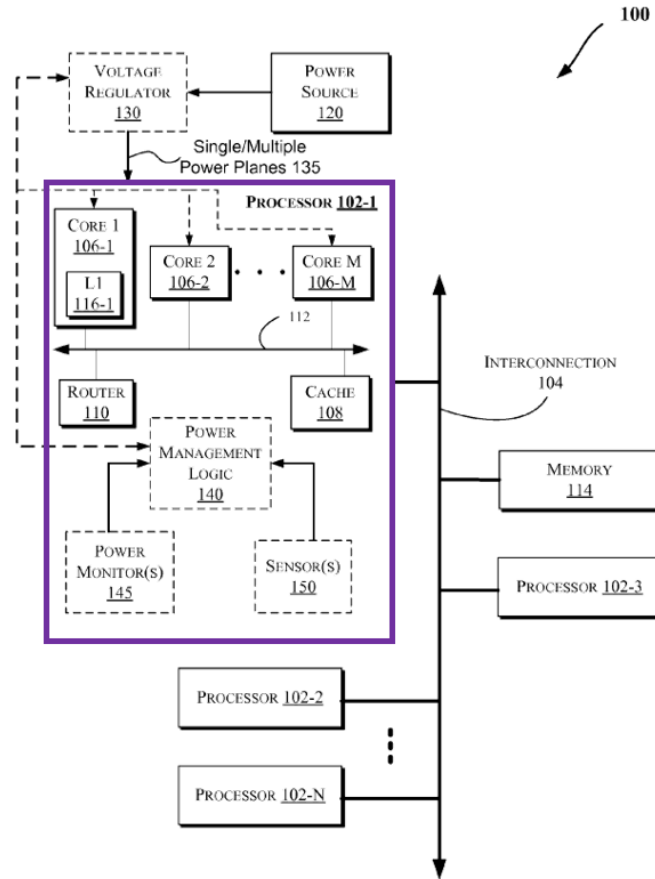 100
VOLTAGE
REGULATOR
130
POWER
SOURCE
120
Single/Multiple
Power Planes 135
PROCESSOR 102-1
CORE 1
106-1
L1
116-1
CORE 2
106-2
CORE M
106-M
112
ROUTER
110
CACHE
108
INTERCONNECTION
104
POWER
MANAGEMENT
LOGIC
140
MEMORY
114
POWER
MONITOR(S)
145
SENSOR(S)
150
PROCESSOR 102-3
PROCESSOR 102-2
PROCESSOR 102-N